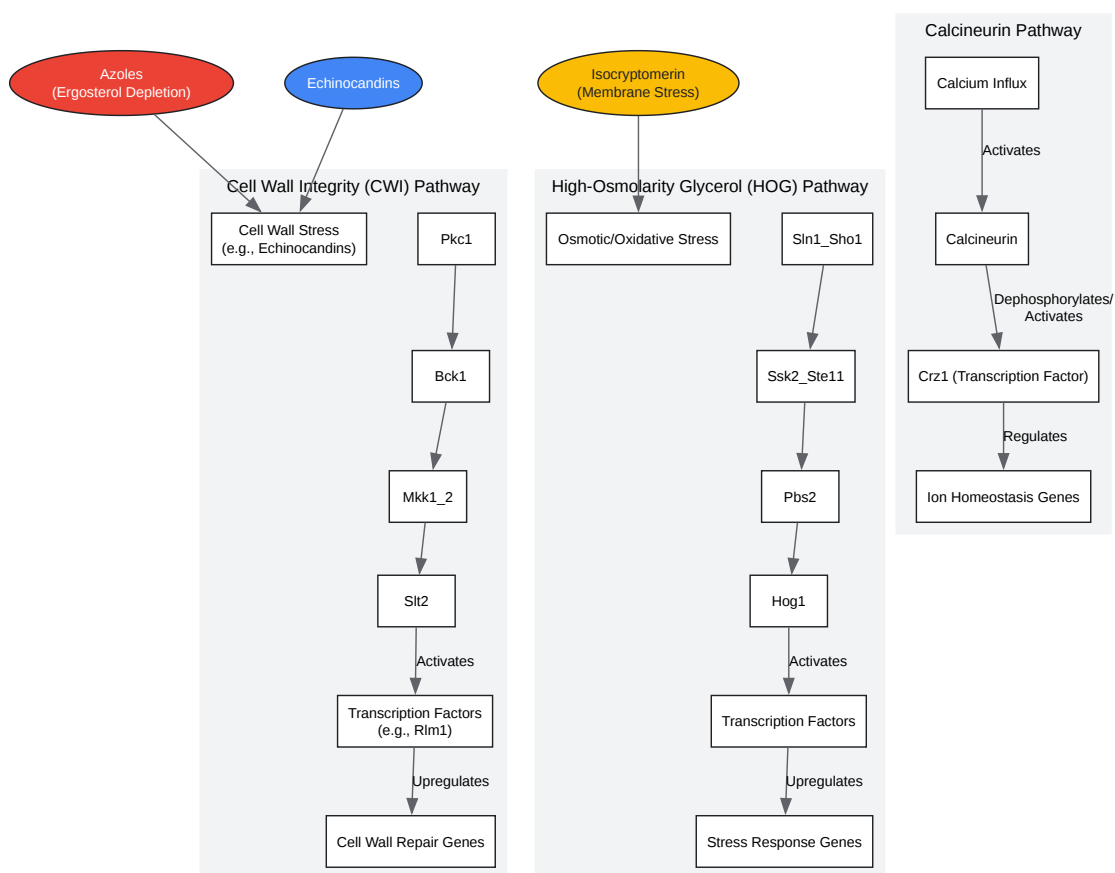 Azoles
(Ergosterol Depletion)
Echinocandins
Isocryptomerin
(Membrane Stress)
Cell Wall Integrity (CWI) Pathway
Cell Wall Stress
(e.g., Echinocandins)
Pkc1
Bck1
Mkk1_2
Slt2
Activates
Transcription Factors
(e.g., Rlm1)
Upregulates
Cell Wall Repair Genes
High-Osmolarity Glycerol (HOG) Pathway
Osmotic/Oxidative Stress
Sln1_Sho1
Ssk2_Ste11
Pbs2
Hog1
Activates
Transcription Factors
Upregulates
Stress Response Genes
Calcineurin Pathway
Calcium Influx
Activates
Calcineurin
Dephosphorylates/
Activates
Crz1 (Transcription Factor)
Regulates
Ion Homeostasis Genes